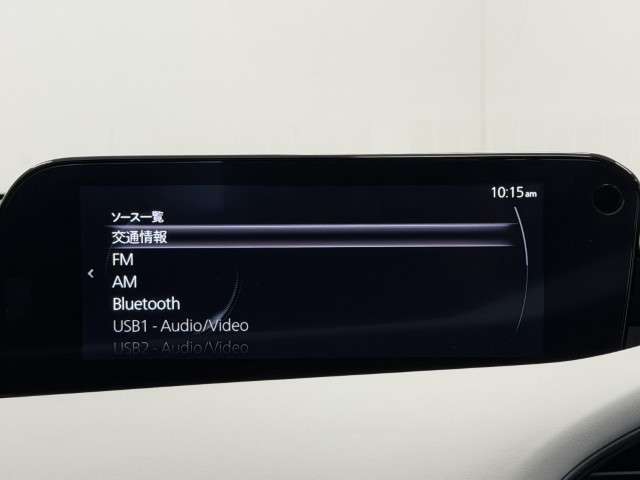 10:15am
ソース一覧
交通情報
FM
AM
Bluetooth
USB1 - Audio/Video
USB2 - Audio/Video